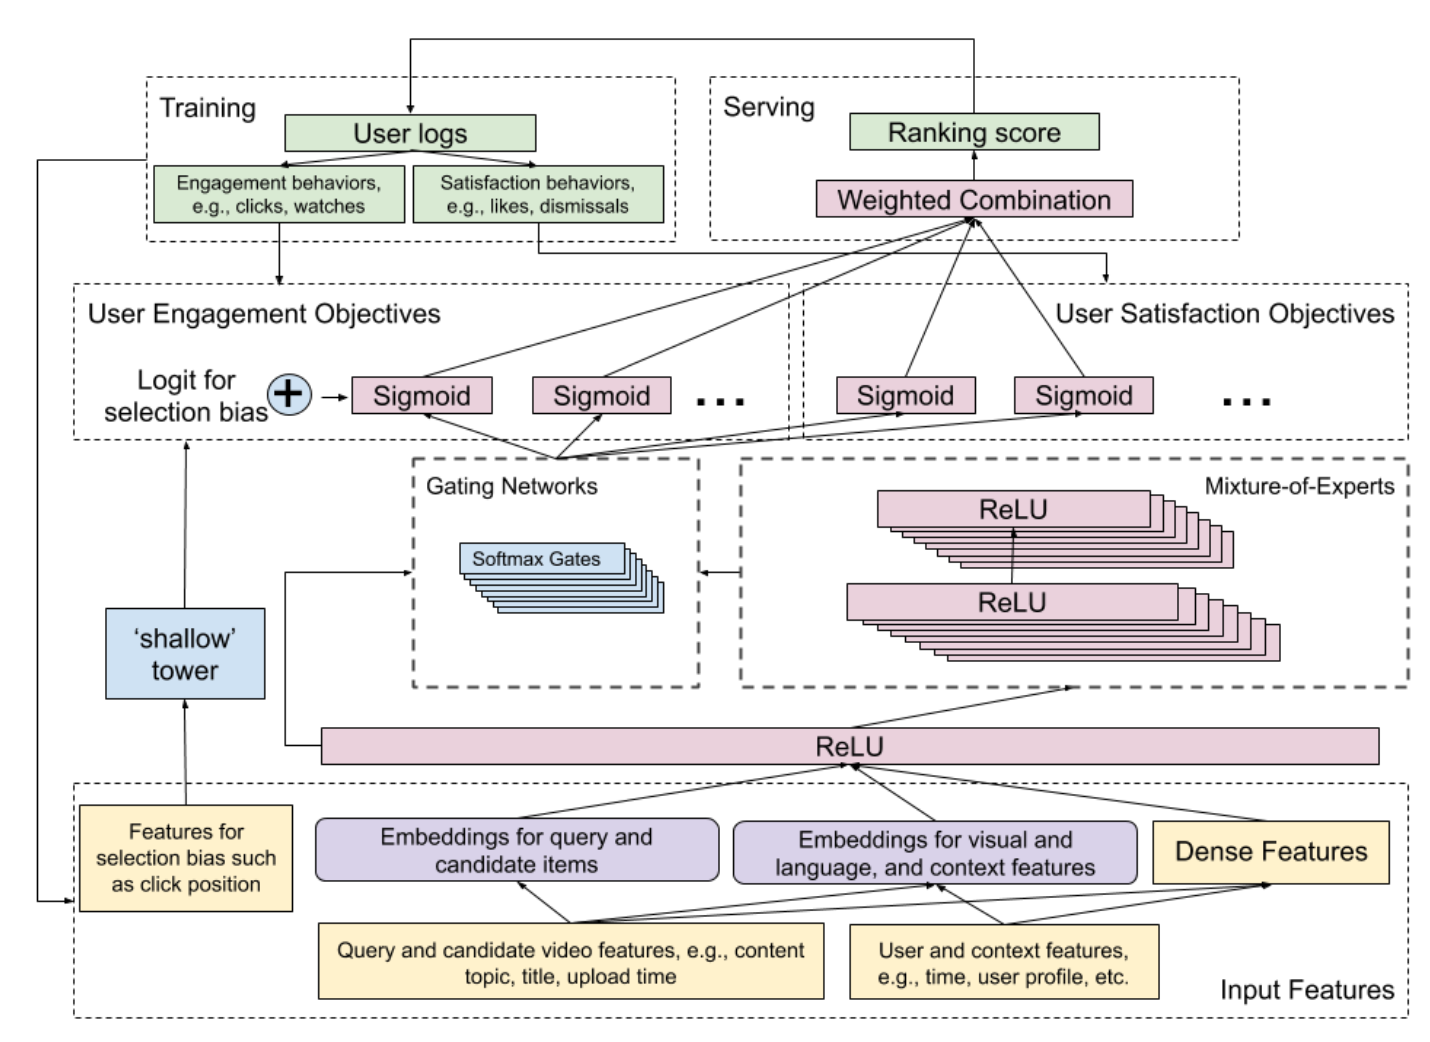 Training
User logs
Engagement behaviors,
e.g., clicks, watches
Satisfaction behaviors,
e.g., likes, dismissals
Serving
Ranking score
Weighted Combination
User Engagement Objectives
Logit for
selection bias
+
Sigmoid
Sigmoid
...
User Satisfaction Objectives
Sigmoid
Sigmoid
...
Gating Networks
Softmax Gates
Mixture-of-Experts
ReLU
ReLU
‘shallow’
tower
ReLU
Features for
selection bias such
as click position
Embeddings for query and
candidate items
Embeddings for visual and
language, and context features
Dense Features
Query and candidate video features, e.g., content
topic, title, upload time
User and context features,
e.g., time, user profile, etc.
Input Features